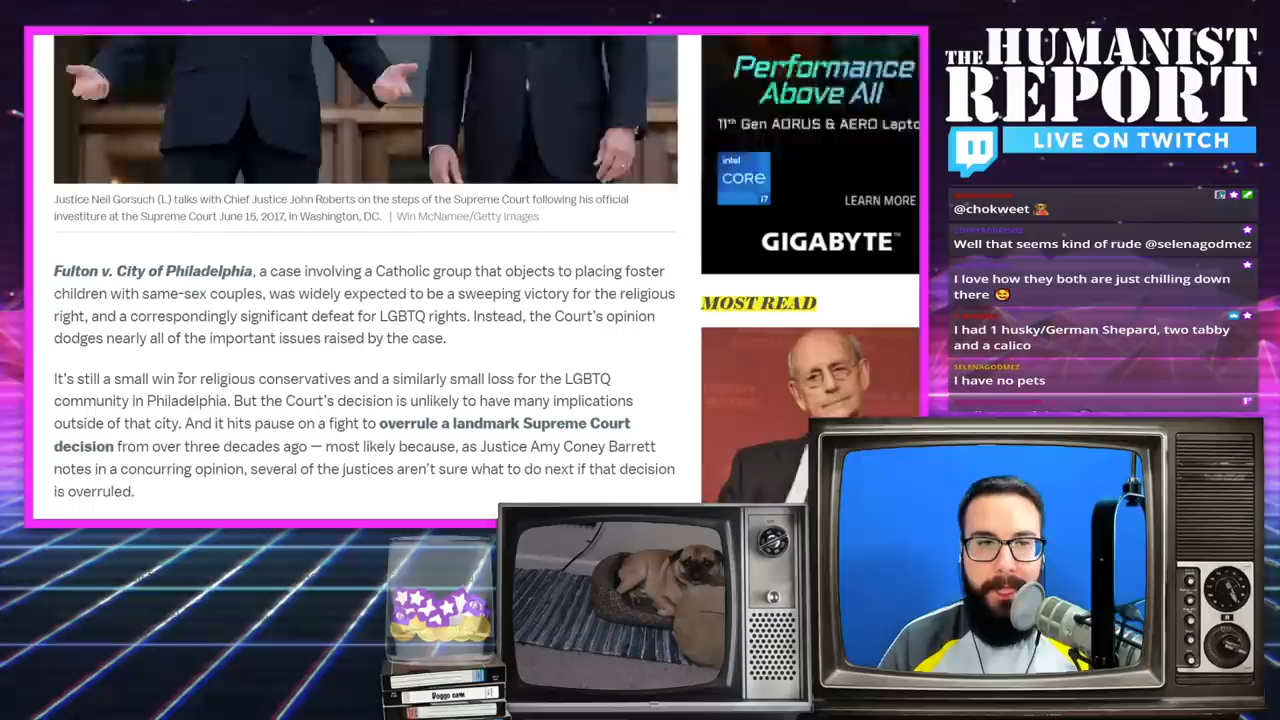 Justice Neil Gorsuch (L) talks with Chief Justice John Roberts on the steps of the Supreme Court following his official
investiture at the Supreme Court June 15, 2017, in Washington, DC. | Win McNamee/Getty Images
Fulton v. City of Philadelphia, a case involving a Catholic group that objects to placing foster
children with same-sex couples, was widely expected to be a sweeping victory for the religious
right, and a correspondingly significant defeat for LGBTQ rights. Instead, the Court's opinion
dodges nearly all of the important issues raised by the case.
It's still a small win for religious conservatives and a similarly small loss for the LGBTQ
community in Philadelphia. But the Court's decision is unlikely to have many implications
outside of that city. And it hits pause on a fight to overrule a landmark Supreme Court
decision from over three decades ago — most likely because, as Justice Amy Coney Barrett
notes in a concurring opinion, several of the justices aren't sure what to do next if that decision
is overruled.
Performance
Above All
11th Gen AORUS & AERO Lapto
intel
CORE
i7
LEARN MORE
GIGABYTE™
MOST READ
THE HUMANIST
REPORT
LIVE ON TWITCH
@chokweet
Well that seems kind of rude @selenagodmez
I love how they both are just chilling down
there
I had 1 husky/German Shepard, two tabby
and a calico
SELENAGODMEZ
I have no pets
Doggo cam